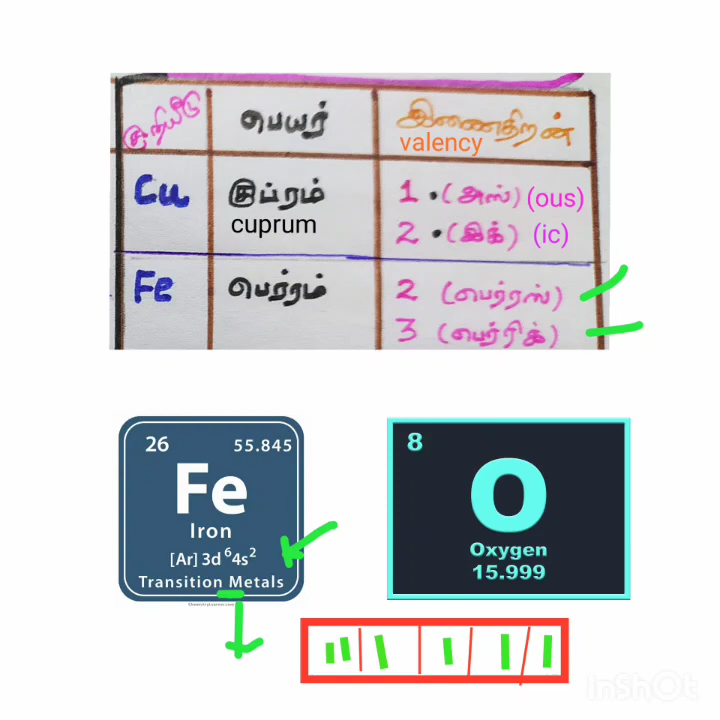 குறியீடு பெயர் இணைதிறன்
valency
Cu இப்ரம் 1 • (அஸ்) (ous)
cuprum 2 • (இக்) (ic)
Fe பெர்ரம் 2 (பெர்ரஸ்)
3 (பெர்ரிக்)
26 55.845
Fe
Iron
[Ar] 3d⁶4s²
Transition Metals
8
O
Oxygen
15.999
InShOt